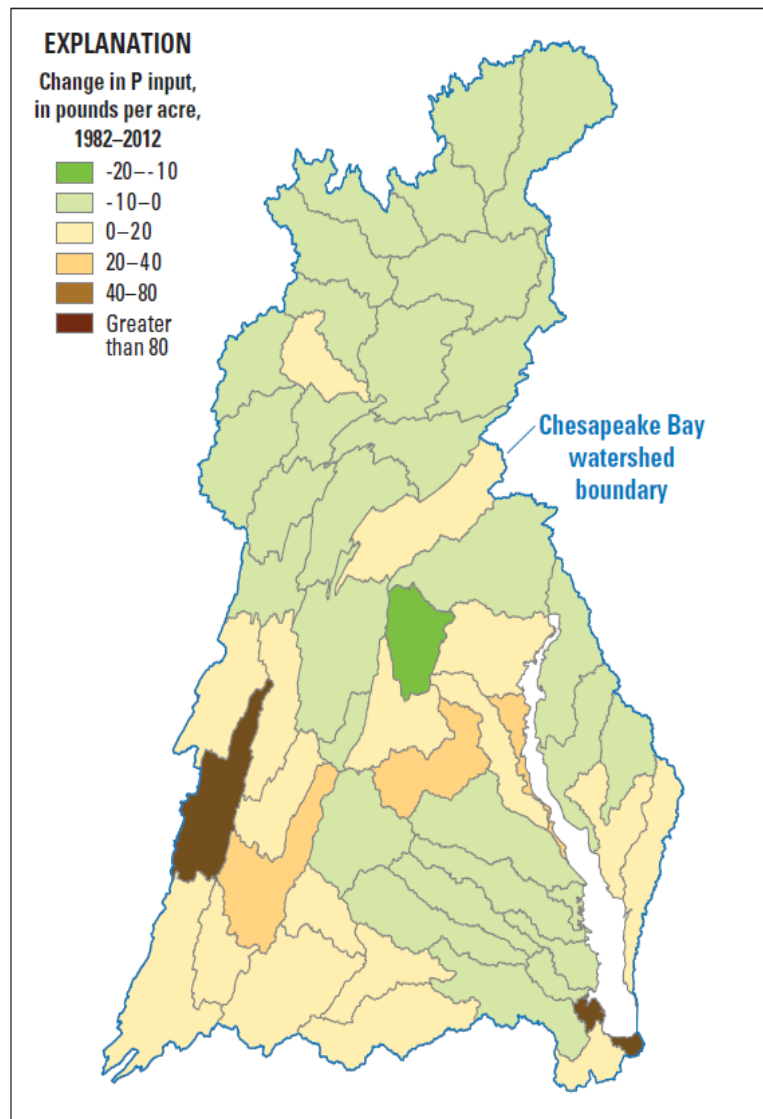 EXPLANATION
Change in P input,
in pounds per acre,
1982–2012
-20–-10
-10–0
0–20
20–40
40–80
Greater
than 80
Chesapeake Bay
watershed
boundary